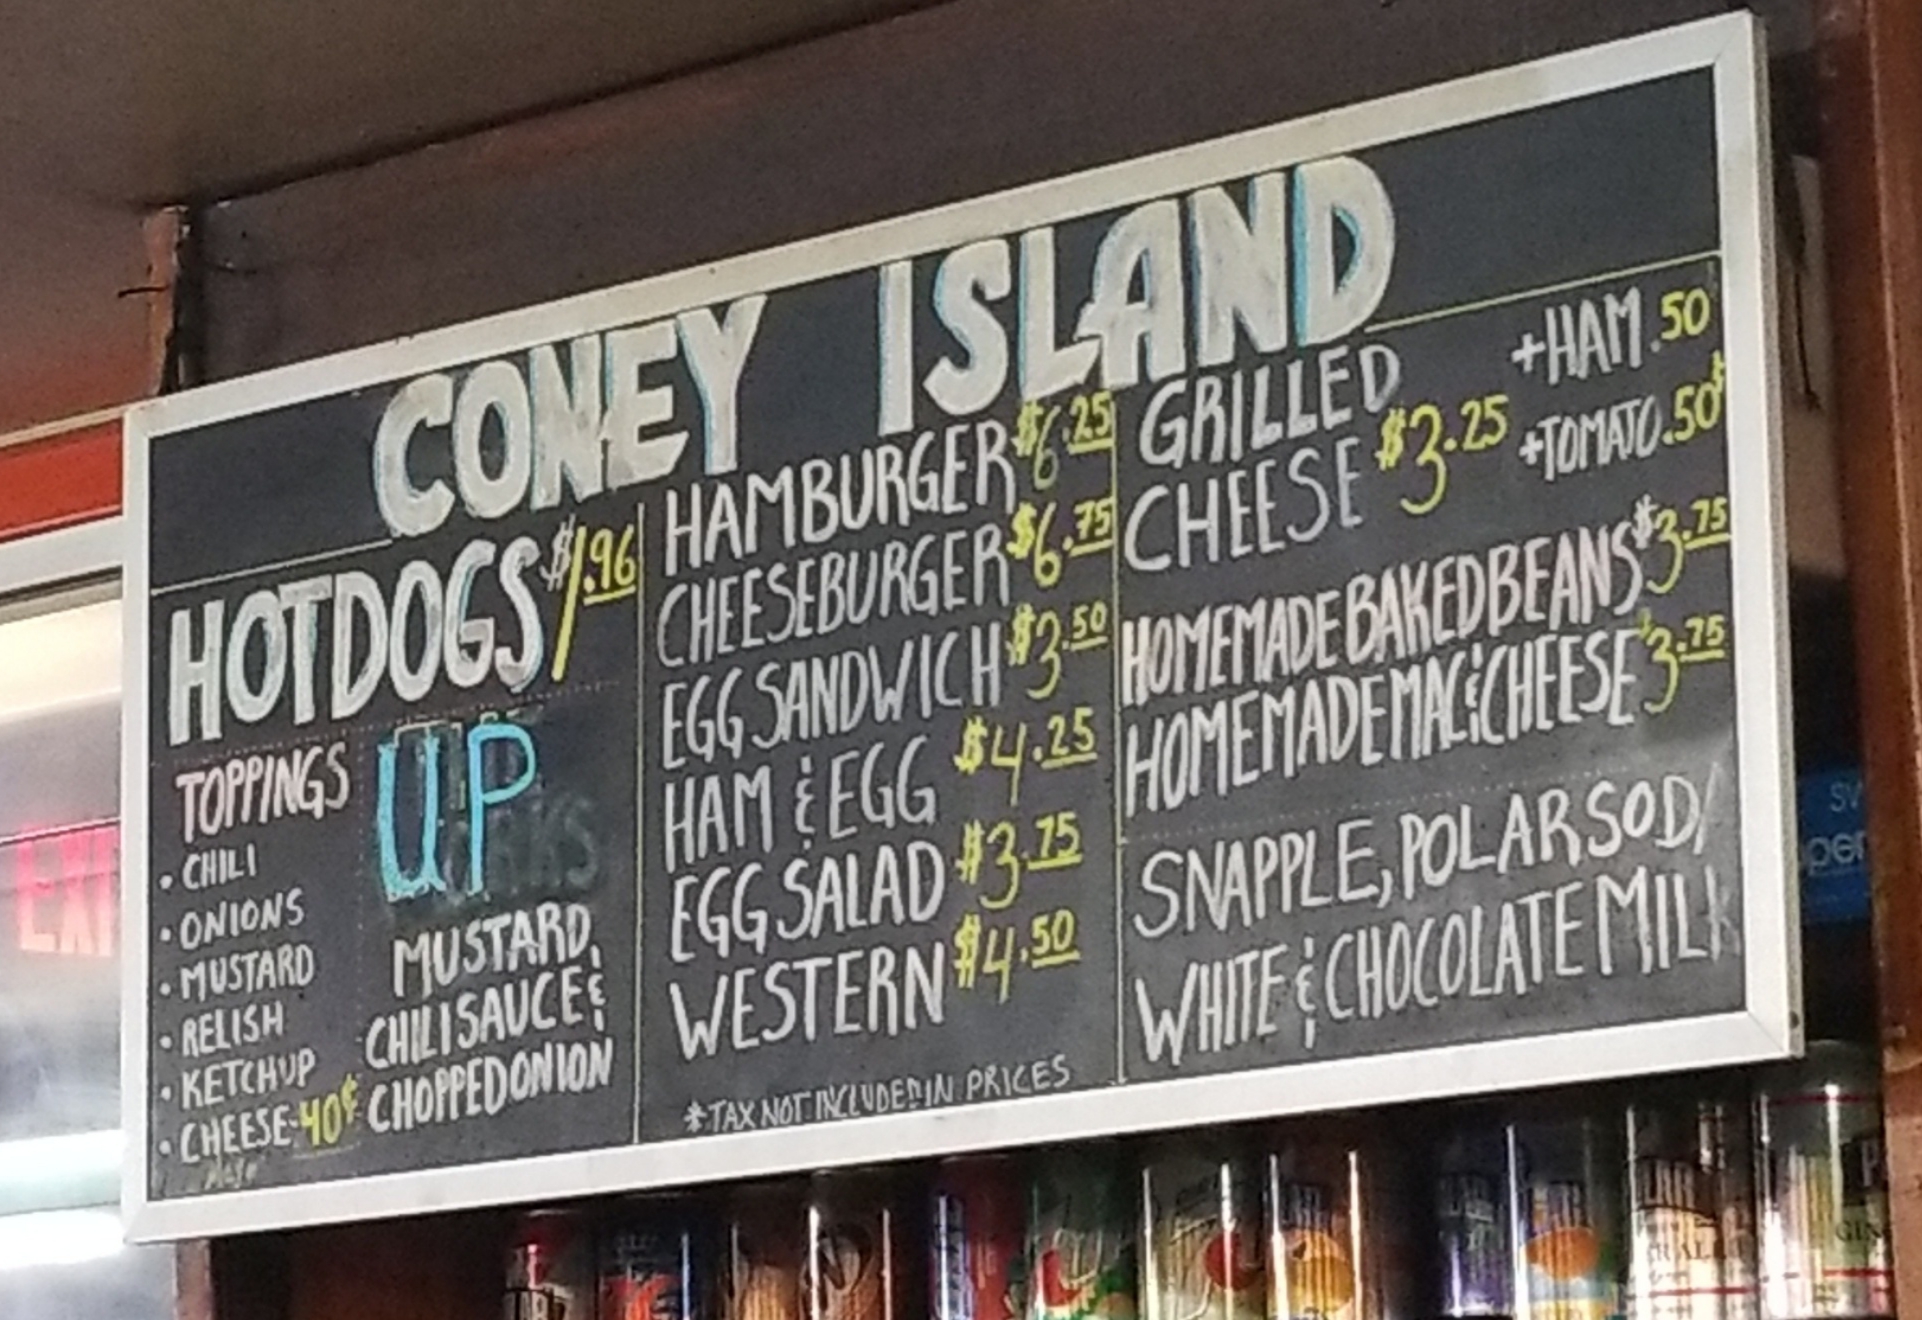 CONEY ISLAND
HOTDOGS $1.96
TOPPINGS
• CHILI
• ONIONS
• MUSTARD
• RELISH
• KETCHUP
• CHEESE-40¢
UP
MUSTARD,
CHILI SAUCE &
CHOPPED ONION
HAMBURGER $6.25
CHEESEBURGER $6.75
EGG SANDWICH $3.50
HAM & EGG $4.25
EGG SALAD $3.75
WESTERN $4.50
*TAX NOT INCLUDED IN PRICES
GRILLED
CHEESE $3.25
+HAM .50
+TOMATO .50¢
HOMEMADE BAKED BEANS $3.75
HOMEMADE MAC & CHEESE $3.75
SNAPPLE, POLAR SODA
WHITE & CHOCOLATE MILK
EXIT